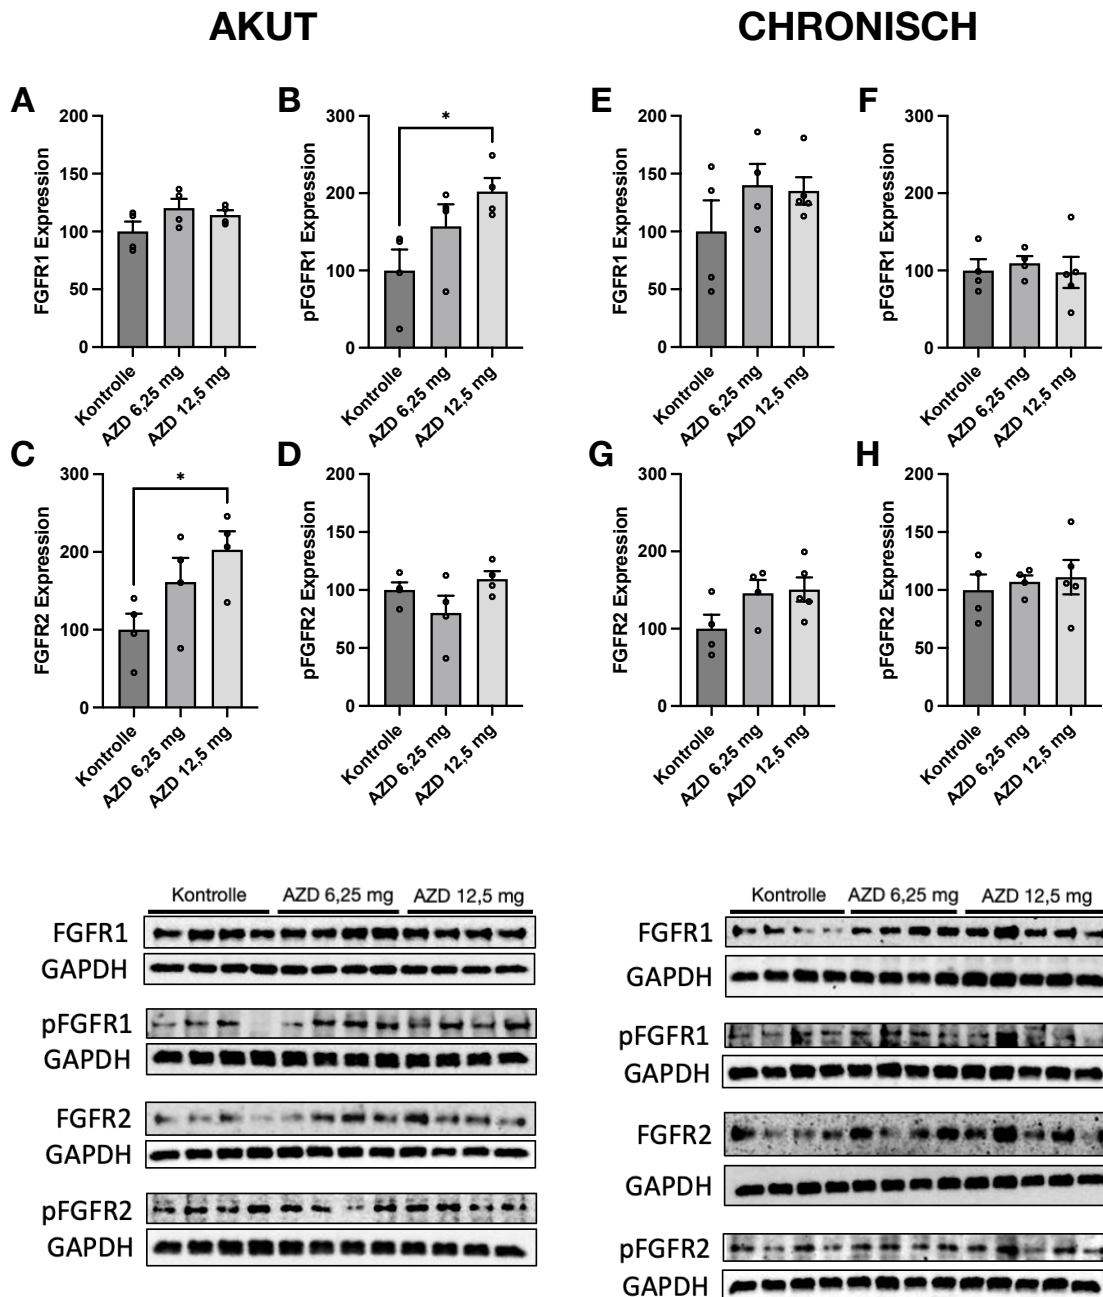 AKUT
CHRONISCH
A
200
150
100
50
0
FGFR1 Expression
Kontrolle
AZD 6,25 mg
AZD 12,5 mg
B
300
200
100
0
pFGFR1 Expression
*
Kontrolle
AZD 6,25 mg
AZD 12,5 mg
E
200
150
100
50
0
FGFR1 Expression
Kontrolle
AZD 6,25 mg
AZD 12,5 mg
F
300
200
100
0
pFGFR1 Expression
Kontrolle
AZD 6,25 mg
AZD 12,5 mg
C
300
200
100
0
FGFR2 Expression
*
Kontrolle
AZD 6,25 mg
AZD 12,5 mg
D
200
150
100
50
0
pFGFR2 Expression
Kontrolle
AZD 6,25 mg
AZD 12,5 mg
G
300
200
100
0
FGFR2 Expression
Kontrolle
AZD 6,25 mg
AZD 12,5 mg
H
200
150
100
50
0
pFGFR2 Expression
Kontrolle
AZD 6,25 mg
AZD 12,5 mg
Kontrolle AZD 6,25 mg AZD 12,5 mg
FGFR1
GAPDH
pFGFR1
GAPDH
FGFR2
GAPDH
pFGFR2
GAPDH
Kontrolle AZD 6,25 mg AZD 12,5 mg
FGFR1
GAPDH
pFGFR1
GAPDH
FGFR2
GAPDH
pFGFR2
GAPDH